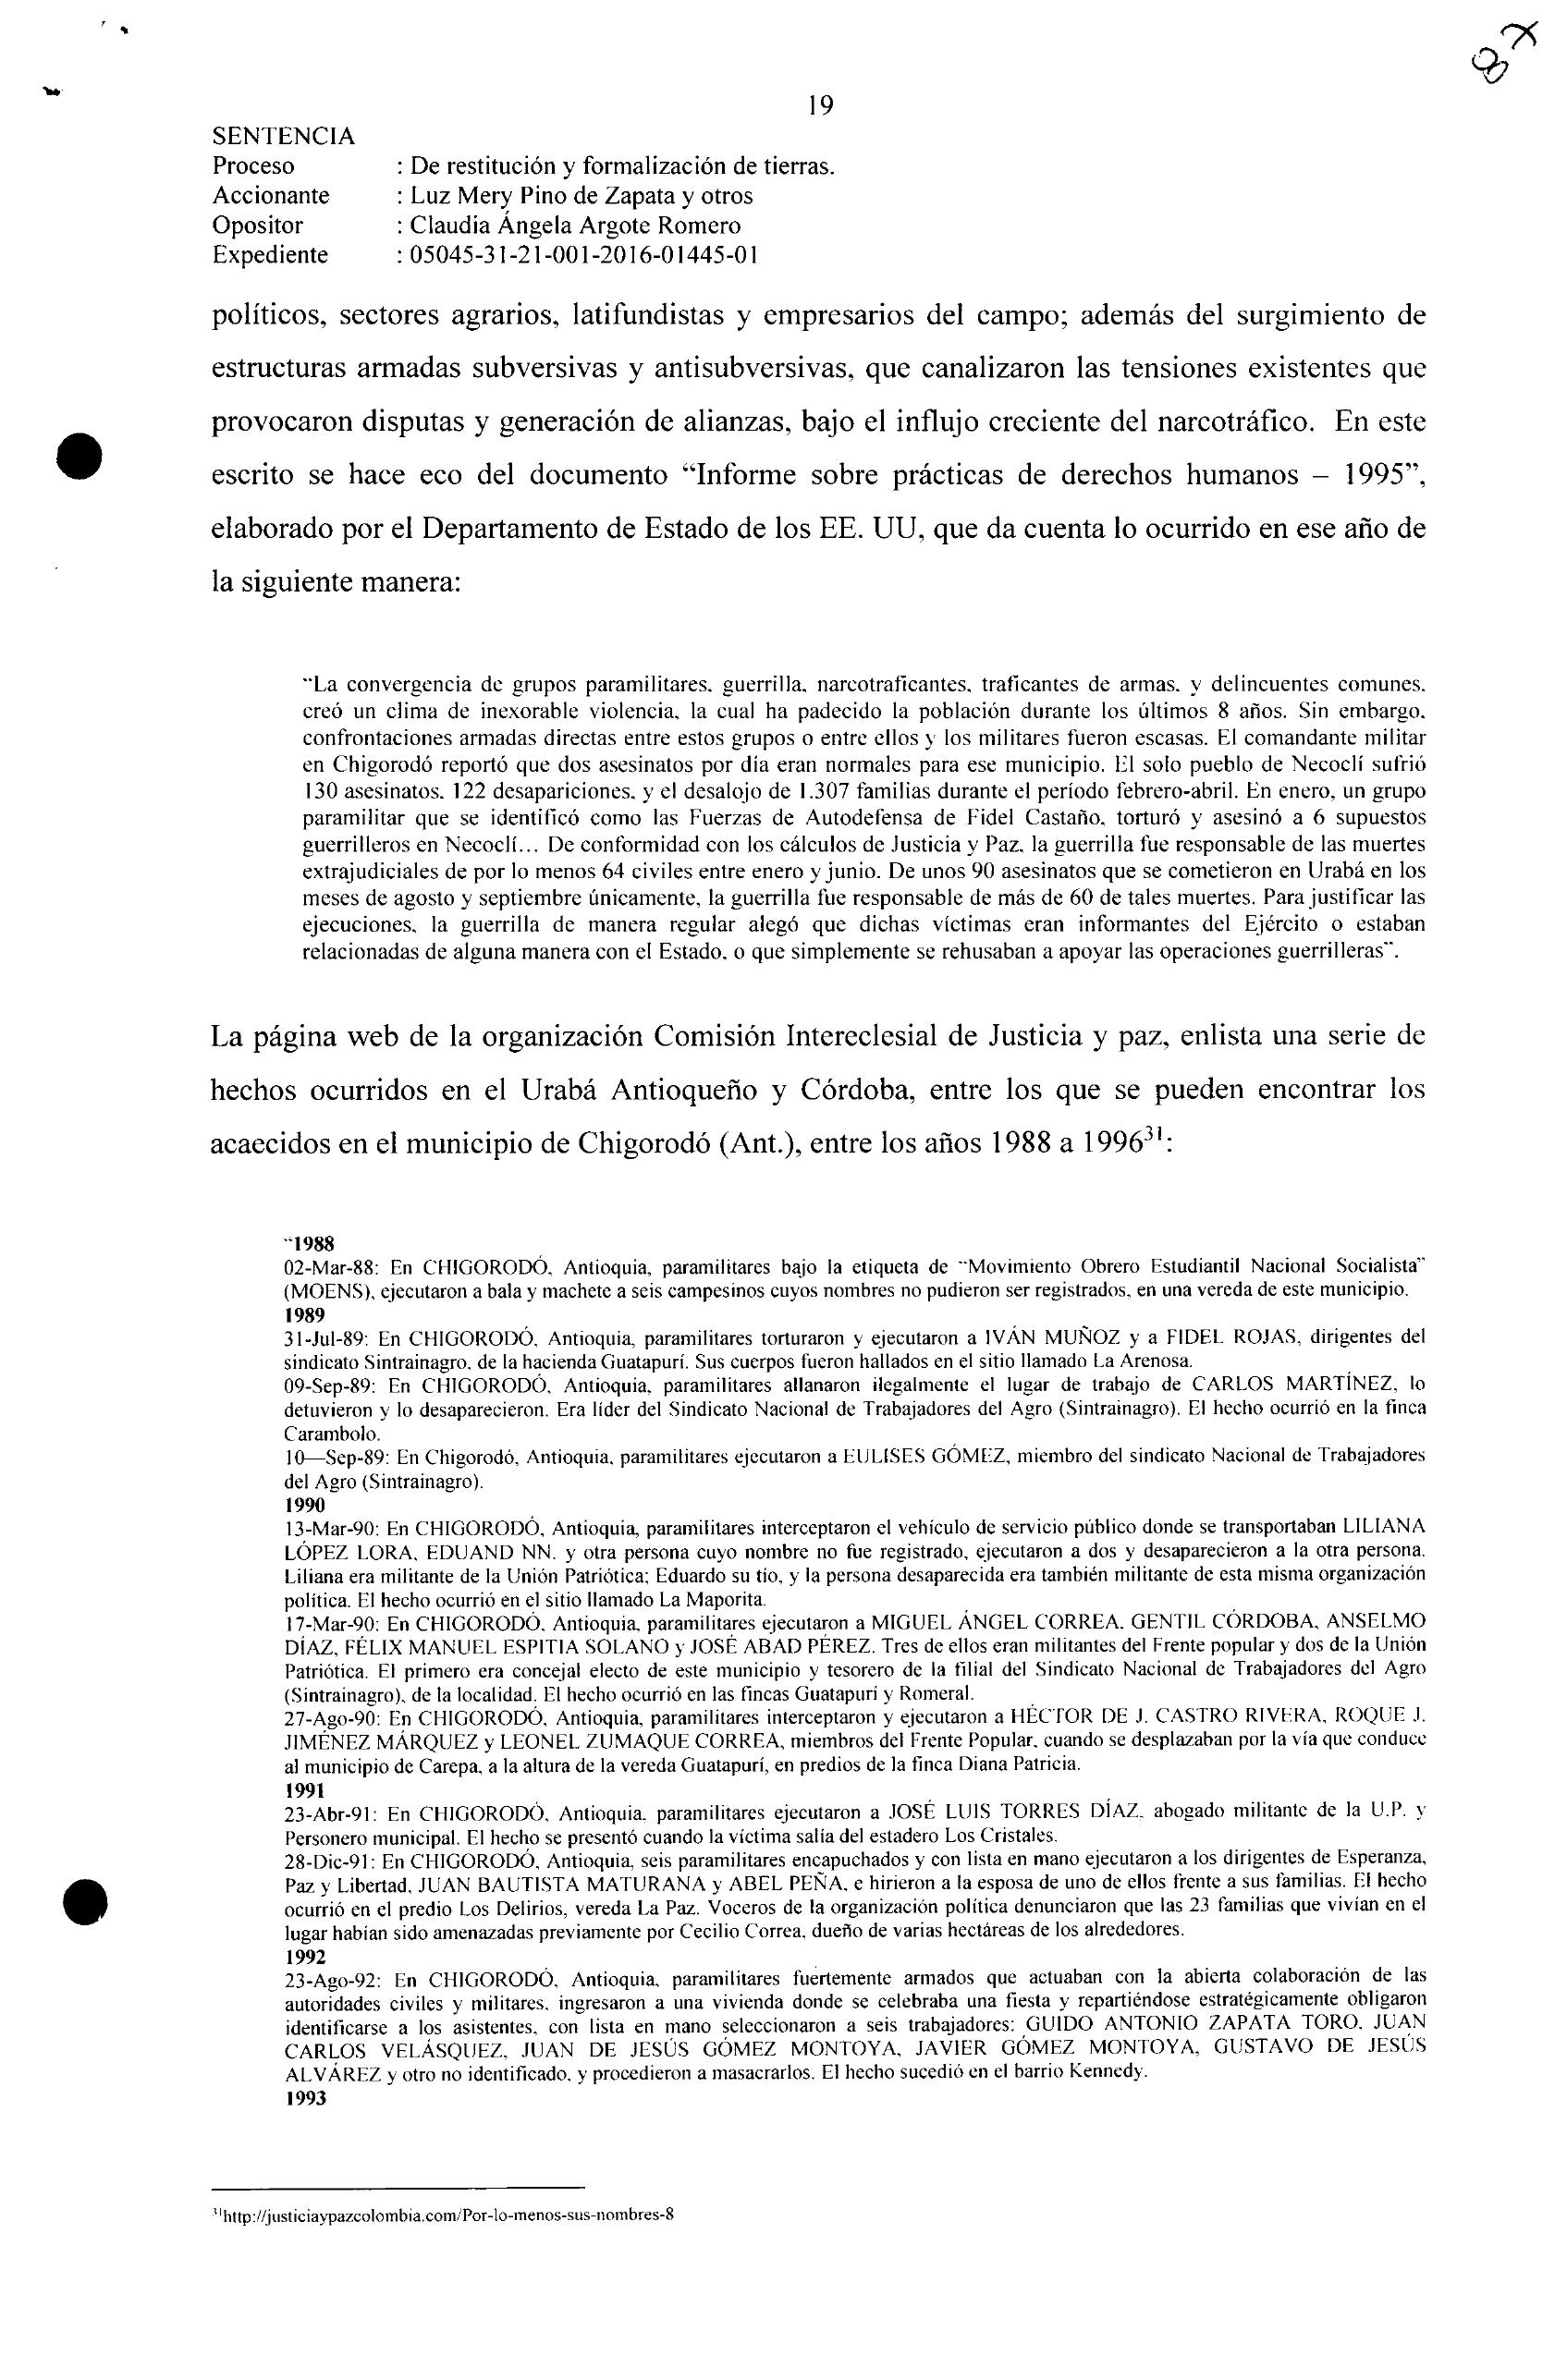 87
19
SENTENCIA
Proceso : De restitución y formalización de tierras.
Accionante : Luz Mery Pino de Zapata y otros
Opositor : Claudia Ángela Argote Romero
Expediente : 05045-31-21-001-2016-01445-01
políticos, sectores agrarios, latifundistas y empresarios del campo; además del surgimiento de
estructuras armadas subversivas y antisubversivas, que canalizaron las tensiones existentes que
provocaron disputas y generación de alianzas, bajo el influjo creciente del narcotráfico. En este
escrito se hace eco del documento “Informe sobre prácticas de derechos humanos – 1995”,
elaborado por el Departamento de Estado de los EE. UU, que da cuenta lo ocurrido en ese año de
la siguiente manera:
“La convergencia de grupos paramilitares, guerrilla, narcotraficantes, traficantes de armas, y delincuentes comunes,
creó un clima de inexorable violencia, la cual ha padecido la población durante los últimos 8 años. Sin embargo,
confrontaciones armadas directas entre estos grupos o entre ellos y los militares fueron escasas. El comandante militar
en Chigorodó reportó que dos asesinatos por día eran normales para ese municipio. El solo pueblo de Necoclí sufrió
130 asesinatos, 122 desapariciones, y el desalojo de 1.307 familias durante el período febrero-abril. En enero, un grupo
paramilitar que se identificó como las Fuerzas de Autodefensa de Fidel Castaño, torturó y asesinó a 6 supuestos
guerrilleros en Necoclí... De conformidad con los cálculos de Justicia y Paz, la guerrilla fue responsable de las muertes
extrajudiciales de por lo menos 64 civiles entre enero y junio. De unos 90 asesinatos que se cometieron en Urabá en los
meses de agosto y septiembre únicamente, la guerrilla fue responsable de más de 60 de tales muertes. Para justificar las
ejecuciones, la guerrilla de manera regular alegó que dichas víctimas eran informantes del Ejército o estaban
relacionadas de alguna manera con el Estado, o que simplemente se rehusaban a apoyar las operaciones guerrilleras”.
La página web de la organización Comisión Intereclesial de Justicia y paz, enlista una serie de
hechos ocurridos en el Urabá Antioqueño y Córdoba, entre los que se pueden encontrar los
acaecidos en el municipio de Chigorodó (Ant.), entre los años 1988 a 1996³¹:
“1988
02-Mar-88: En CHIGORODÓ, Antioquia, paramilitares bajo la etiqueta de “Movimiento Obrero Estudiantil Nacional Socialista”
(MOENS), ejecutaron a bala y machete a seis campesinos cuyos nombres no pudieron ser registrados, en una vereda de este municipio.
1989
31-Jul-89: En CHIGORODÓ, Antioquia, paramilitares torturaron y ejecutaron a IVÁN MUÑOZ y a FIDEL ROJAS, dirigentes del
sindicato Sintrainagro, de la hacienda Guatapurí. Sus cuerpos fueron hallados en el sitio llamado La Arenosa.
09-Sep-89: En CHIGORODÓ, Antioquia, paramilitares allanaron ilegalmente el lugar de trabajo de CARLOS MARTÍNEZ, lo
detuvieron y lo desaparecieron. Era líder del Sindicato Nacional de Trabajadores del Agro (Sintrainagro). El hecho ocurrió en la finca
Carambolo.
10—Sep-89: En Chigorodó, Antioquia, paramilitares ejecutaron a EULISES GÓMEZ, miembro del sindicato Nacional de Trabajadores
del Agro (Sintrainagro).
1990
13-Mar-90: En CHIGORODÓ, Antioquia, paramilitares interceptaron el vehículo de servicio público donde se transportaban LILIANA
LÓPEZ LORA, EDUAND NN. y otra persona cuyo nombre no fue registrado, ejecutaron a dos y desaparecieron a la otra persona.
Liliana era militante de la Unión Patriótica; Eduardo su tío, y la persona desaparecida era también militante de esta misma organización
política. El hecho ocurrió en el sitio llamado La Maporita.
17-Mar-90: En CHIGORODÓ, Antioquia, paramilitares ejecutaron a MIGUEL ÁNGEL CORREA, GENTIL CÓRDOBA, ANSELMO
DÍAZ, FÉLIX MANUEL ESPITIA SOLANO y JOSÉ ABAD PÉREZ. Tres de ellos eran militantes del Frente popular y dos de la Unión
Patriótica. El primero era concejal electo de este municipio y tesorero de la filial del Sindicato Nacional de Trabajadores del Agro
(Sintrainagro), de la localidad. El hecho ocurrió en las fincas Guatapurí y Romeral.
27-Ago-90: En CHIGORODÓ, Antioquia, paramilitares interceptaron y ejecutaron a HÉCTOR DE J. CASTRO RIVERA, ROQUE J.
JIMÉNEZ MÁRQUEZ y LEONEL ZUMAQUE CORREA, miembros del Frente Popular, cuando se desplazaban por la vía que conduce
al municipio de Carepa, a la altura de la vereda Guatapurí, en predios de la finca Diana Patricia.
1991
23-Abr-91: En CHIGORODÓ, Antioquia, paramilitares ejecutaron a JOSÉ LUIS TORRES DÍAZ, abogado militante de la U.P. y
Personero municipal. El hecho se presentó cuando la víctima salía del estadero Los Cristales.
28-Dic-91: En CHIGORODÓ, Antioquia, seis paramilitares encapuchados y con lista en mano ejecutaron a los dirigentes de Esperanza,
Paz y Libertad, JUAN BAUTISTA MATURANA y ABEL PEÑA, e hirieron a la esposa de uno de ellos frente a sus familias. El hecho
ocurrió en el predio Los Delirios, vereda La Paz. Voceros de la organización política denunciaron que las 23 familias que vivían en el
lugar habían sido amenazadas previamente por Cecilio Correa, dueño de varias hectáreas de los alrededores.
1992
23-Ago-92: En CHIGORODÓ, Antioquia, paramilitares fuertemente armados que actuaban con la abierta colaboración de las
autoridades civiles y militares, ingresaron a una vivienda donde se celebraba una fiesta y repartiéndose estratégicamente obligaron
identificarse a los asistentes, con lista en mano seleccionaron a seis trabajadores: GUIDO ANTONIO ZAPATA TORO, JUAN
CARLOS VELÁSQUEZ, JUAN DE JESÚS GÓMEZ MONTOYA, JAVIER GÓMEZ MONTOYA, GUSTAVO DE JESÚS
ALVÁREZ y otro no identificado, y procedieron a masacrarlos. El hecho sucedió en el barrio Kennedy.
1993
³¹http://justiciaypazcolombia.com/Por-lo-menos-sus-nombres-8